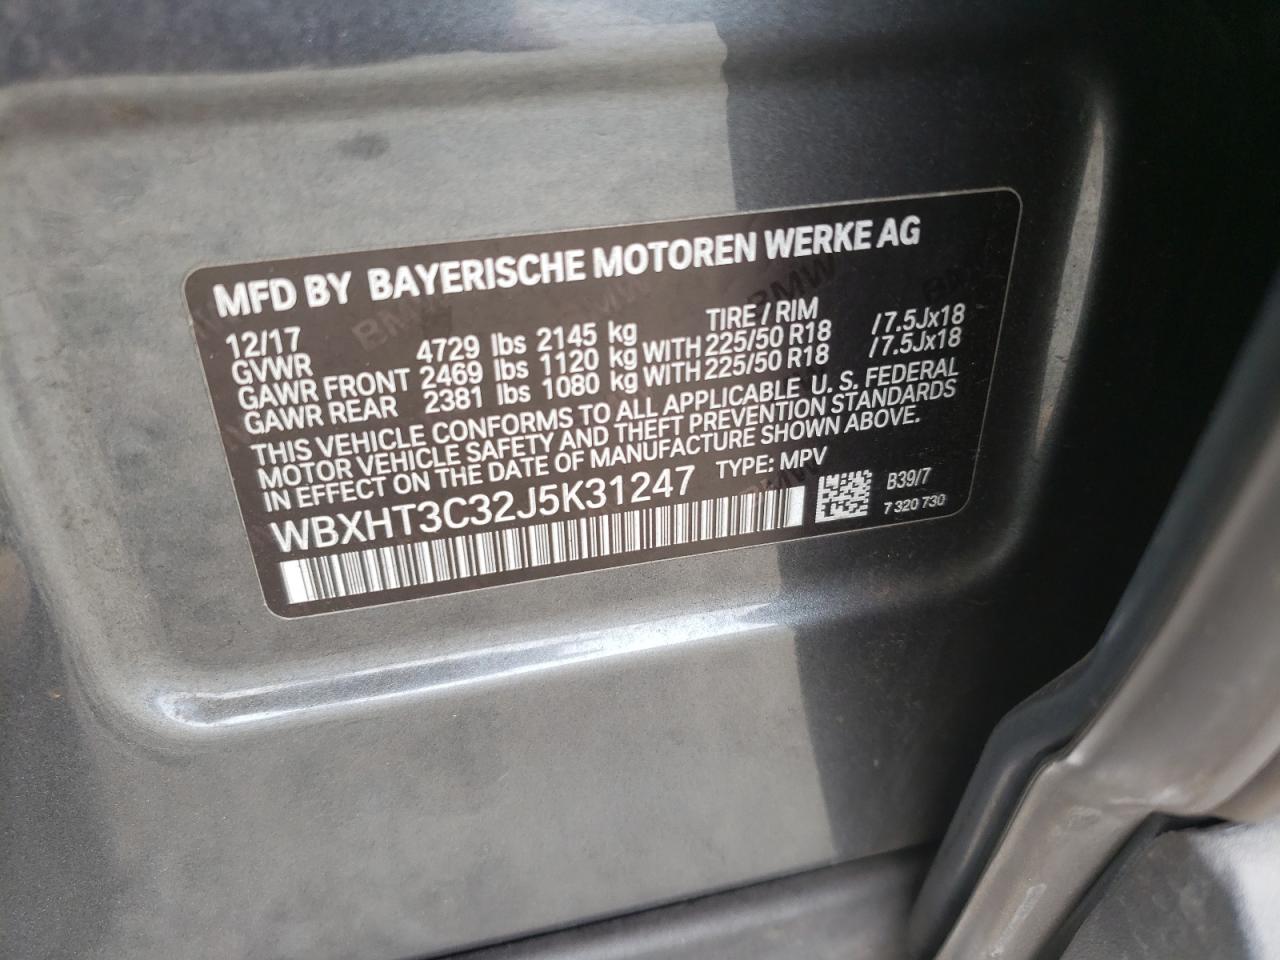 MFD BY BAYERISCHE MOTOREN WERKE AG
12/17 TIRE / RIM
GVWR 4729 lbs 2145 kg
GAWR FRONT 2469 lbs 1120 kg WITH 225/50 R18 /7.5Jx18
GAWR REAR 2381 lbs 1080 kg WITH 225/50 R18 /7.5Jx18
THIS VEHICLE CONFORMS TO ALL APPLICABLE U. S. FEDERAL
MOTOR VEHICLE SAFETY AND THEFT PREVENTION STANDARDS
IN EFFECT ON THE DATE OF MANUFACTURE SHOWN ABOVE.
WBXHT3C32J5K31247 TYPE: MPV
B39/7
7 320 730